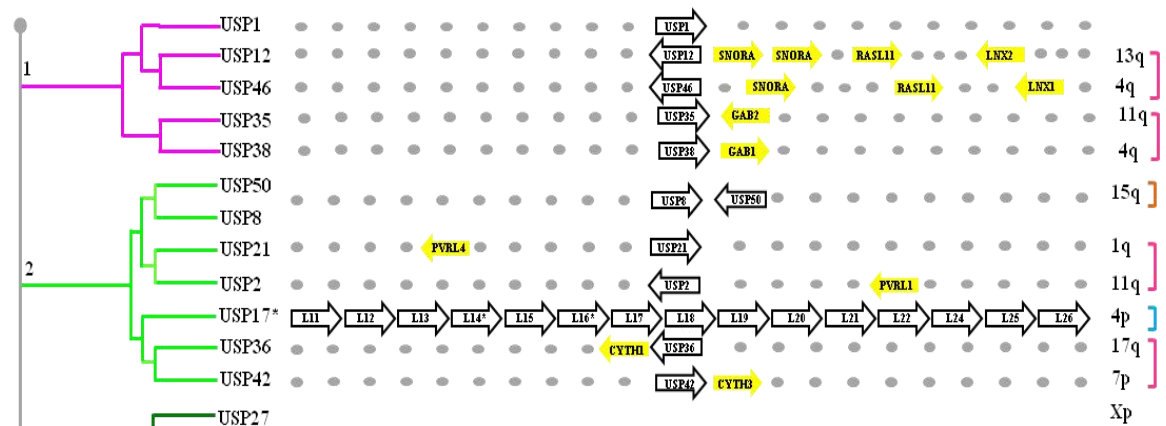 USP1 USP1
1
USP12 USP12 SNORA SNORA RASL11 LNX2 13q
USP46 USP46 SNORA RASL11 LNX1 4q
USP35 USP35 GAB2 11q
USP38 USP38 GAB1 4q
USP50 USP8 USP50 15q
USP8
USP21 PVRL4 USP21 1q
2
USP2 USP2 PVRL1 11q
USP17* L11 L12 L13 L14* L15 L16* L17 L18 L19 L20 L21 L22 L24 L25 L26 4p
USP36 CYTH1 USP36 17q
USP42 USP42 CYTH3 7p
USP27 Xp